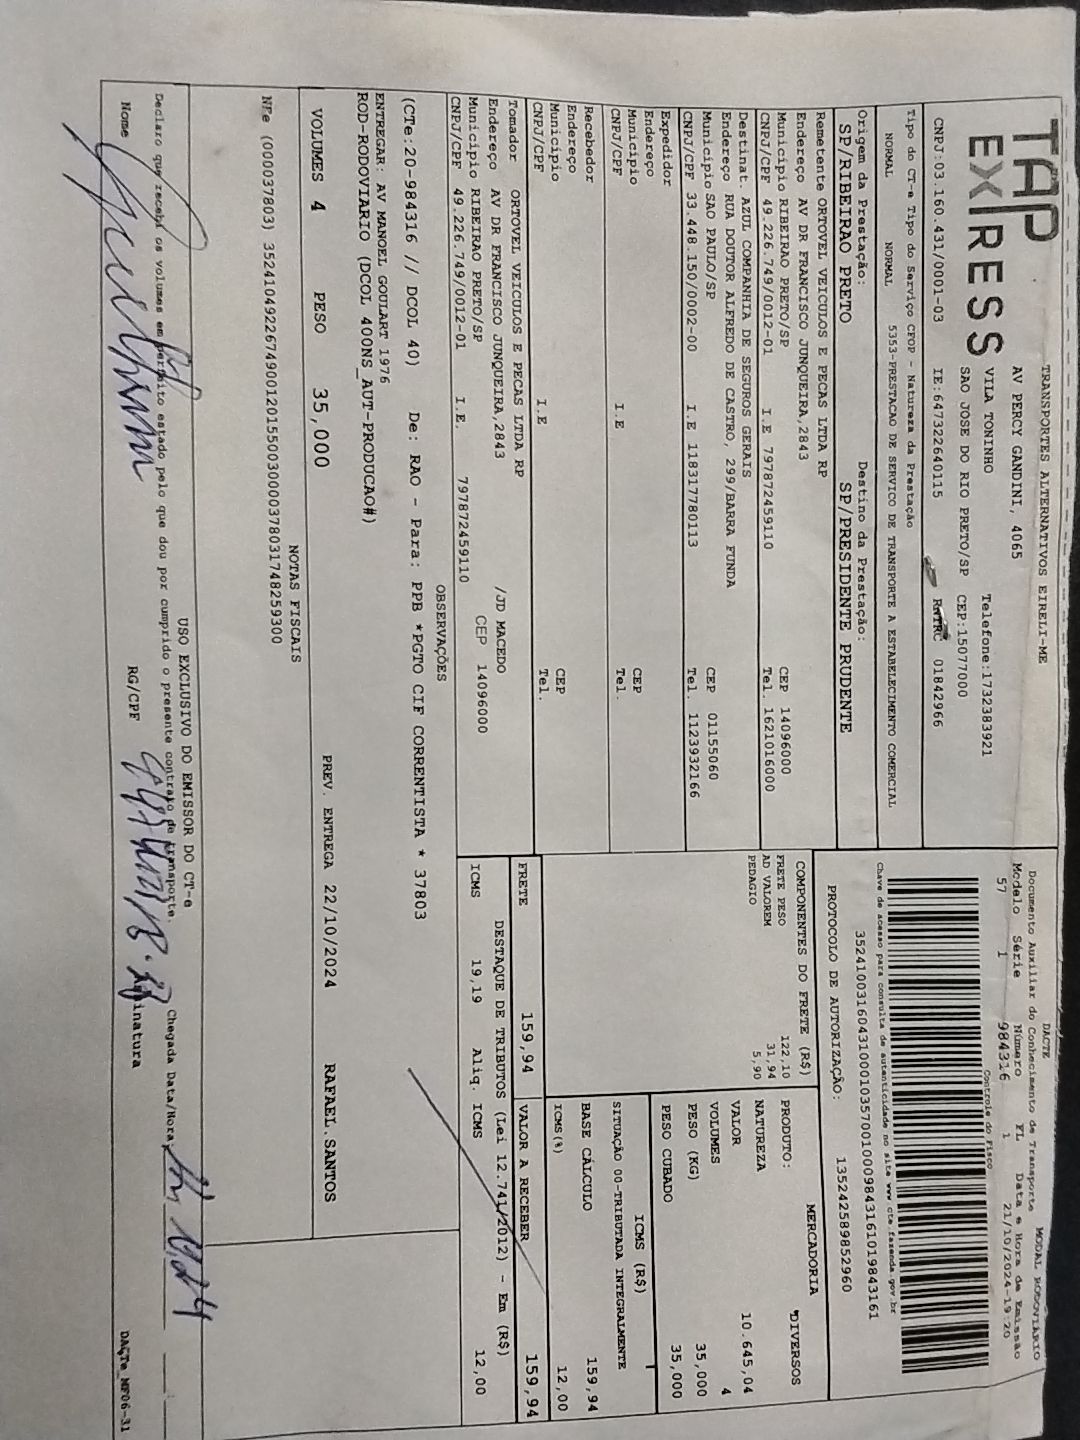 TAP
EXPRESS
TRANSPORTES ALTERNATIVOS EIRELI-ME
AV PERCY GANDINI, 4065
VILA TONINHO Telefone:1732383921
SAO JOSE DO RIO PRETO/SP CEP:15077000
CNPJ:03.160.431/0001-03 IE:647322640115 RNTRC 01842966
DACTE MODAL RODOVIÁRIO
Documento Auxiliar do Conhecimento de Transporte
Modelo Série Número FL Data e Hora de Emissão
57 1 984316 1 21/10/2024-19:20
Controle do Fisco
Chave de acesso para consulta de autenticidade no site www.cte.fazenda.gov.br
35241003160431000103570010009843161019843161
PROTOCOLO DE AUTORIZAÇÃO: 135242589852960
Tipo do CT-e Tipo do Serviço CFOP - Natureza da Prestação
NORMAL NORMAL 5353-PRESTACAO DE SERVICO DE TRANSPORTE A ESTABELECIMENTO COMERCIAL
Origem da Prestação: Destino da Prestação:
SP/RIBEIRAO PRETO SP/PRESIDENTE PRUDENTE
Remetente ORTOVEL VEICULOS E PECAS LTDA RP
Endereço AV DR FRANCISCO JUNQUEIRA,2843
Município RIBEIRAO PRETO/SP CEP 14096000
CNPJ/CPF 49.226.749/0012-01 I.E 797872459110 Tel. 1621016000
Destinat. AZUL COMPANHIA DE SEGUROS GERAIS
Endereço RUA DOUTOR ALFREDO DE CASTRO, 299/BARRA FUNDA
Município SAO PAULO/SP CEP 01155060
CNPJ/CPF 33.448.150/0002-00 I.E 118317780113 Tel. 1123932166
Expedidor
Endereço
Município CEP
CNPJ/CPF I.E Tel.
Recebedor
Endereço
Município CEP
CNPJ/CPF I.E Tel.
Tomador ORTOVEL VEICULOS E PECAS LTDA RP
Endereço AV DR FRANCISCO JUNQUEIRA,2843 /JD MACEDO
Município RIBEIRAO PRETO/SP CEP 14096000
CNPJ/CPF 49.226.749/0012-01 I.E. 797872459110
COMPONENTES DO FRETE (R$)
FRETE PESO 122,10
AD VALOREM 31,94
PEDAGIO 5,90
MERCADORIA
PRODUTO: DIVERSOS
NATUREZA
VALOR 10.645,04
VOLUMES 4
PESO (KG) 35,000
PESO CUBADO 35,000
ICMS (R$)
SITUAÇÃO 00-TRIBUTADA INTEGRALMENTE
BASE CÁLCULO 159,94
ICMS(%) 12,00
FRETE 159,94 VALOR A RECEBER 159,94
DESTAQUE DE TRIBUTOS (Lei 12.741/2012) - Em (R$)
ICMS 19,19 Aliq. ICMS 12,00
OBSERVAÇÕES
(CTe:20-984316 // DCOL 40) De: RAO - Para: PPB *PGTO CIF CORRENTISTA * 37803
ENTREGAR: AV MANOEL GOULART 1976
ROD-RODOVIARIO (DCOL 400NS_AUT-PRODUCAO#)
VOLUMES 4 PESO 35,000 PREV. ENTREGA 22/10/2024 RAFAEL.SANTOS
NOTAS FISCAIS
NFe (000037803) 35241049226749001201550030000378031748259300
USO EXCLUSIVO DO EMISSOR DO CT-e
Declaro que recebi os volumes em perfeito estado pelo que dou por cumprido o presente contrato de transporte. Chegada Data/Hora:
Nome RG/CPF Assinatura
DACTe_MF06-31